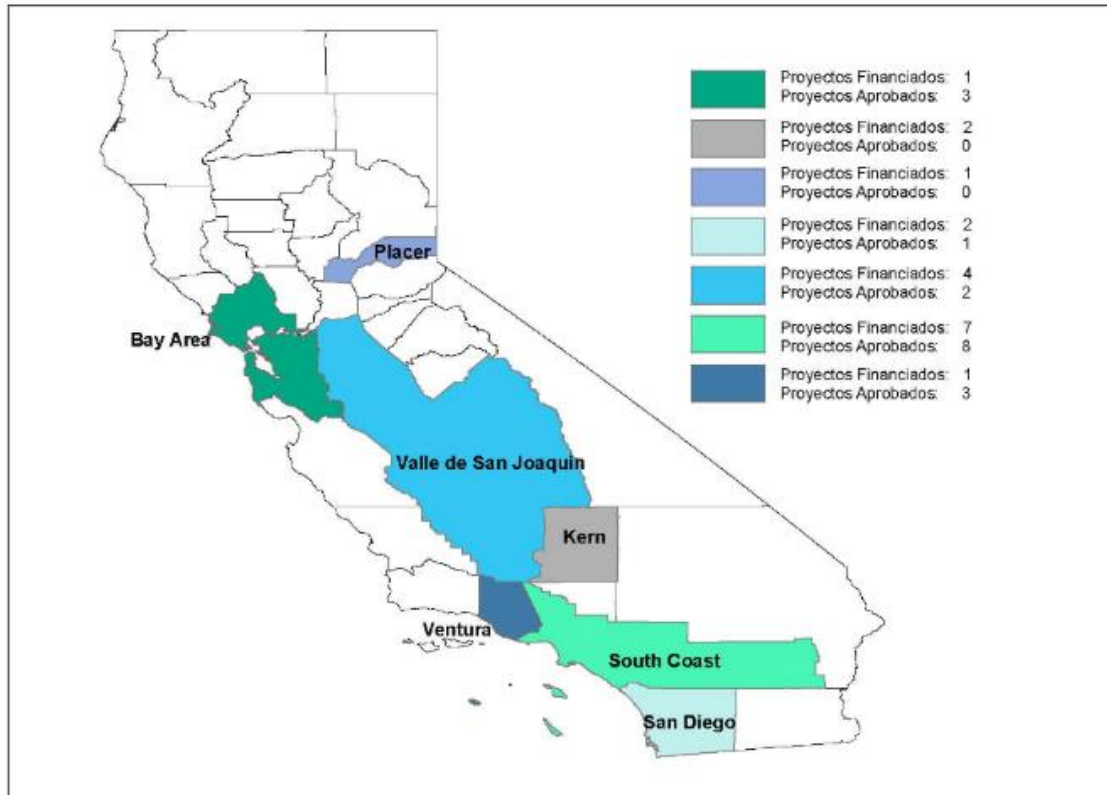 Proyectos Financiados: 1
Proyectos Aprobados: 3
Proyectos Financiados: 2
Proyectos Aprobados: 0
Proyectos Financiados: 1
Proyectos Aprobados: 0
Proyectos Financiados: 2
Proyectos Aprobados: 1
Proyectos Financiados: 4
Proyectos Aprobados: 2
Proyectos Financiados: 7
Proyectos Aprobados: 8
Proyectos Financiados: 1
Proyectos Aprobados: 3
Placer
Bay Area
Valle de San Joaquin
Kern
Ventura
South Coast
San Diego